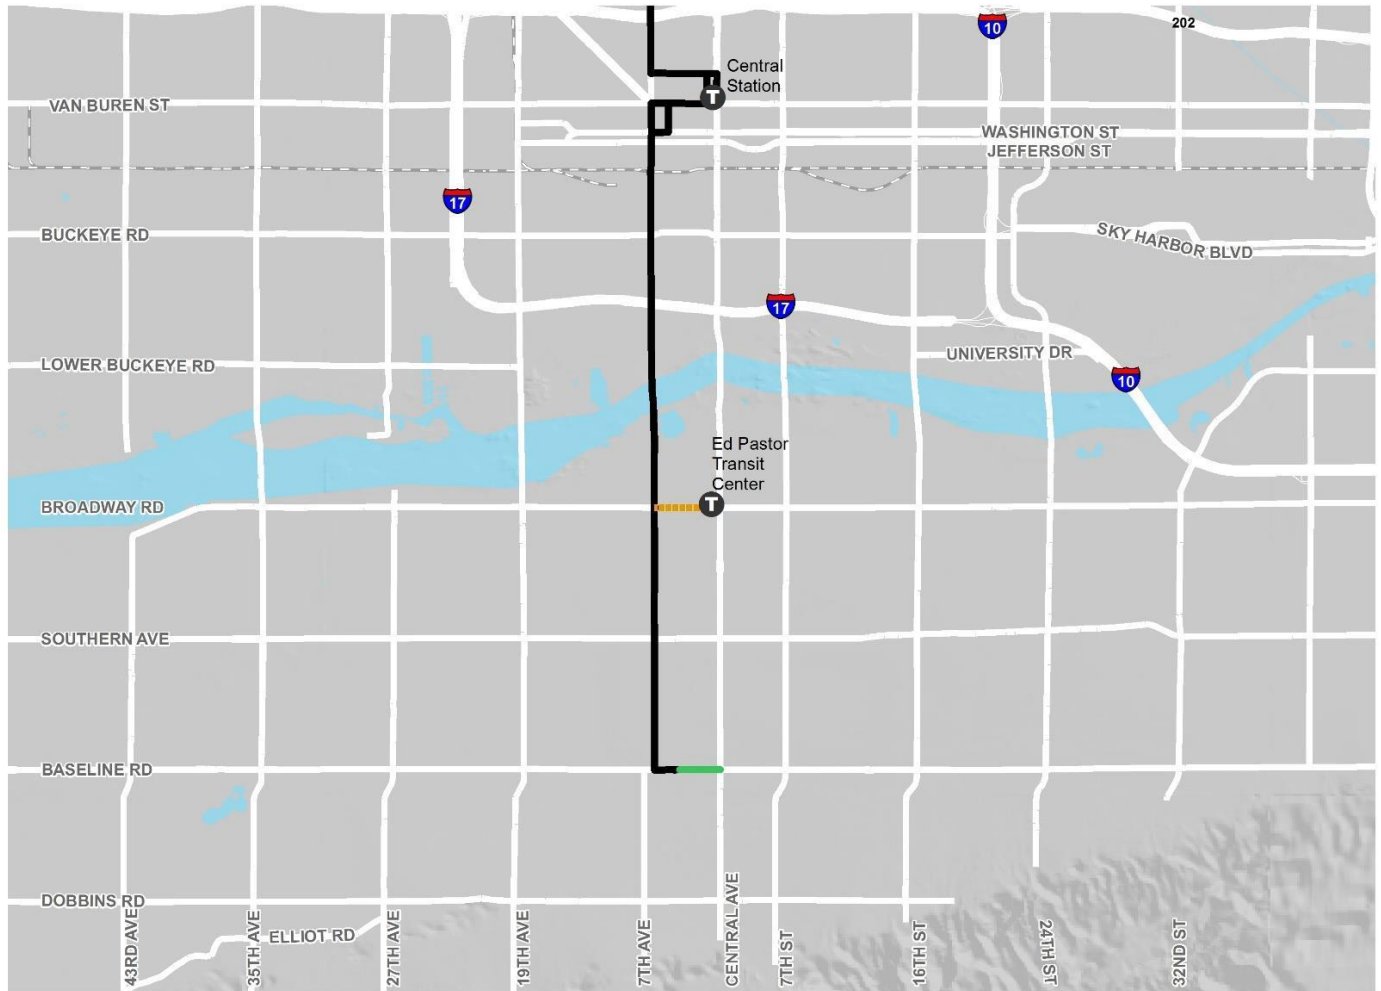 10
202
Central
Station
T
VAN BUREN ST
WASHINGTON ST
JEFFERSON ST
17
BUCKEYE RD
SKY HARBOR BLVD
17
UNIVERSITY DR
LOWER BUCKEYE RD
10
Ed Pastor
Transit
Center
T
BROADWAY RD
SOUTHERN AVE
BASELINE RD
DOBBINS RD
ELLIOT RD
43RD AVE
35TH AVE
27TH AVE
19TH AVE
7TH AVE
CENTRAL AVE
7TH ST
16TH ST
24TH ST
32ND ST